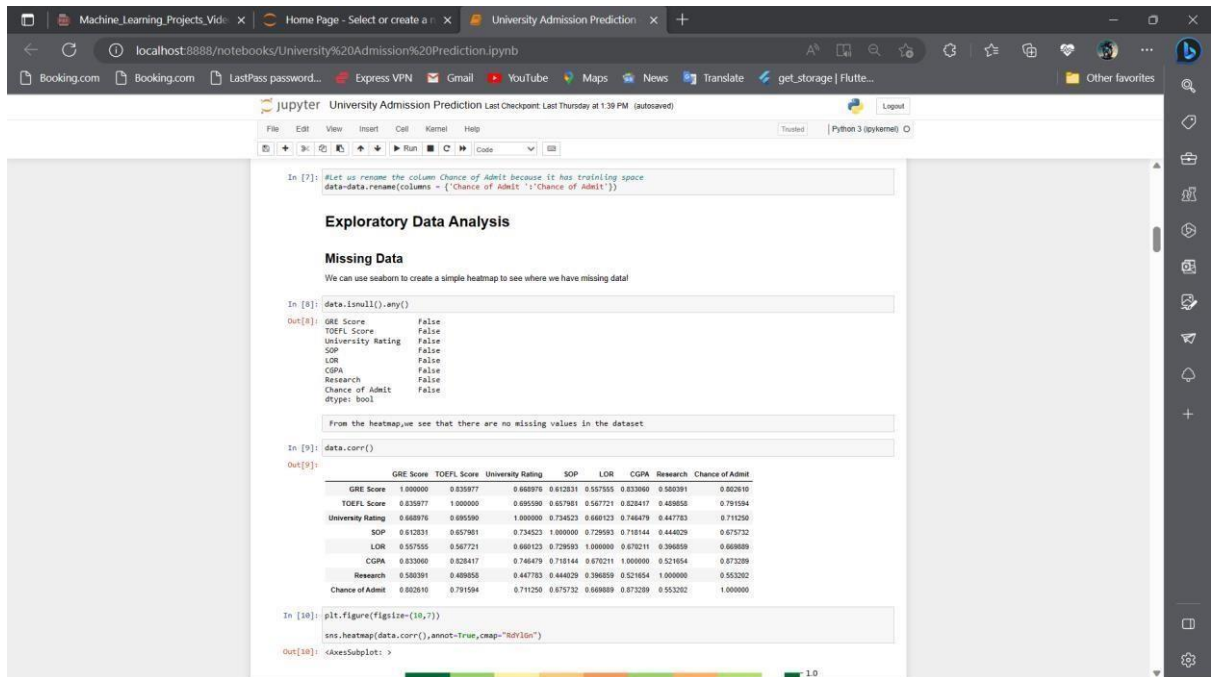 Machine_Learning_Projects_Vide
Home Page - Select or create a n
University Admission Prediction
localhost:8888/notebooks/University%20Admission%20Prediction.ipynb
Booking.com Booking.com LastPass password... Express VPN Gmail YouTube Maps News Translate get_storage | Flutte... Other favorites
jupyter University Admission Prediction Last Checkpoint: Last Thursday at 1:39 PM (autosaved) Logout
File Edit View Insert Cell Kernel Help Trusted Python 3 (ipykernel)
Run Code
In [7]: #Let us rename the column Chance of Admit because it has trainling space
data=data.rename(columns = {'Chance of Admit ':'Chance of Admit'})
Exploratory Data Analysis
Missing Data
We can use seaborn to create a simple heatmap to see where we have missing data!
In [8]: data.isnull().any()
Out[8]: GRE Score False
TOEFL Score False
University Rating False
SOP False
LOR False
CGPA False
Research False
Chance of Admit False
dtype: bool
From the heatmap,we see that there are no missing values in the dataset
In [9]: data.corr()
Out[9]:
GRE Score TOEFL Score University Rating SOP LOR CGPA Research Chance of Admit
GRE Score 1.000000 0.835977 0.668976 0.612831 0.557555 0.833060 0.580391 0.802610
TOEFL Score 0.835977 1.000000 0.695590 0.657981 0.567721 0.828417 0.489858 0.791594
University Rating 0.668976 0.695590 1.000000 0.734523 0.660123 0.746479 0.447783 0.711250
SOP 0.612831 0.657981 0.734523 1.000000 0.729593 0.718144 0.444029 0.675732
LOR 0.557555 0.567721 0.660123 0.729593 1.000000 0.670211 0.396859 0.669889
CGPA 0.833060 0.828417 0.746479 0.718144 0.670211 1.000000 0.521654 0.873289
Research 0.580391 0.489858 0.447783 0.444029 0.396859 0.521654 1.000000 0.553202
Chance of Admit 0.802610 0.791594 0.711250 0.675732 0.669889 0.873289 0.553202 1.000000
In [10]: plt.figure(figsize=(10,7))
sns.heatmap(data.corr(),annot=True,cmap="RdYlGn")
Out[10]: <AxesSubplot: >
1.0